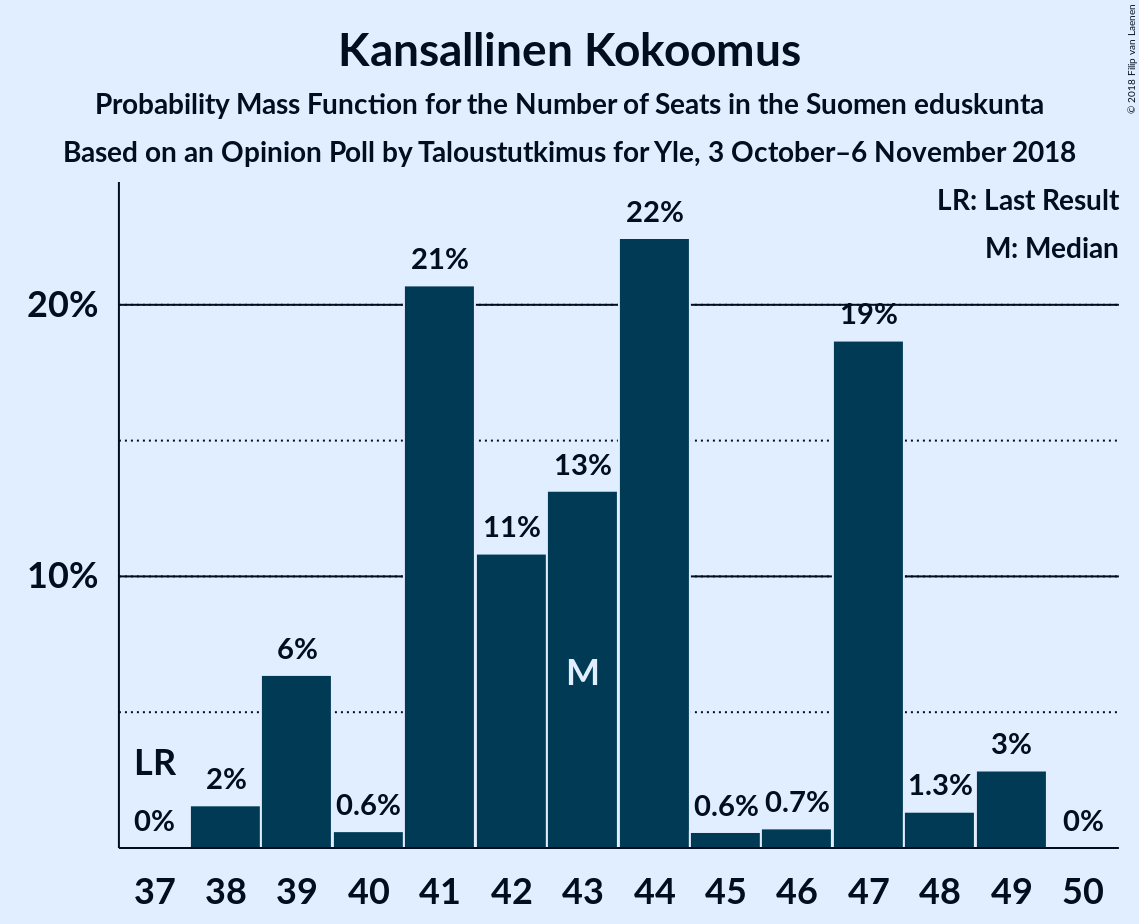 Kansallinen Kokoomus
Probability Mass Function for the Number of Seats in the Suomen eduskunta
Based on an Opinion Poll by Taloustutkimus for Yle, 3 October–6 November 2018
© 2018 Filip van Laenen
LR: Last Result
M: Median
20%
10%
LR
0%
2%
6%
0.6%
21%
11%
13%
M
22%
0.6%
0.7%
19%
1.3%
3%
0%
37 38 39 40 41 42 43 44 45 46 47 48 49 50